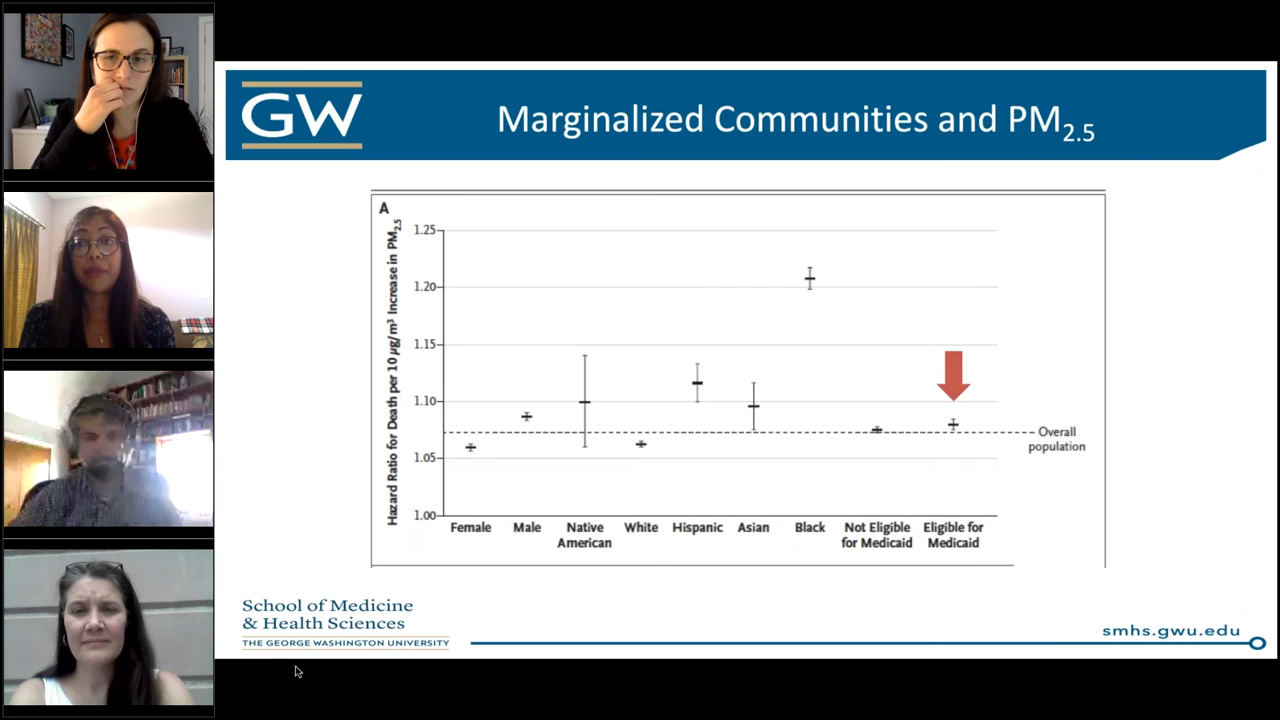 GW
Marginalized Communities and PM2.5
A
Hazard Ratio for Death per 10 µg/m³ Increase in PM2.5
1.25
1.20
1.15
1.10
1.05
1.00
Overall
population
Female
Male
Native
American
White
Hispanic
Asian
Black
Not Eligible
for Medicaid
Eligible for
Medicaid
School of Medicine
& Health Sciences
THE GEORGE WASHINGTON UNIVERSITY
smhs.gwu.edu